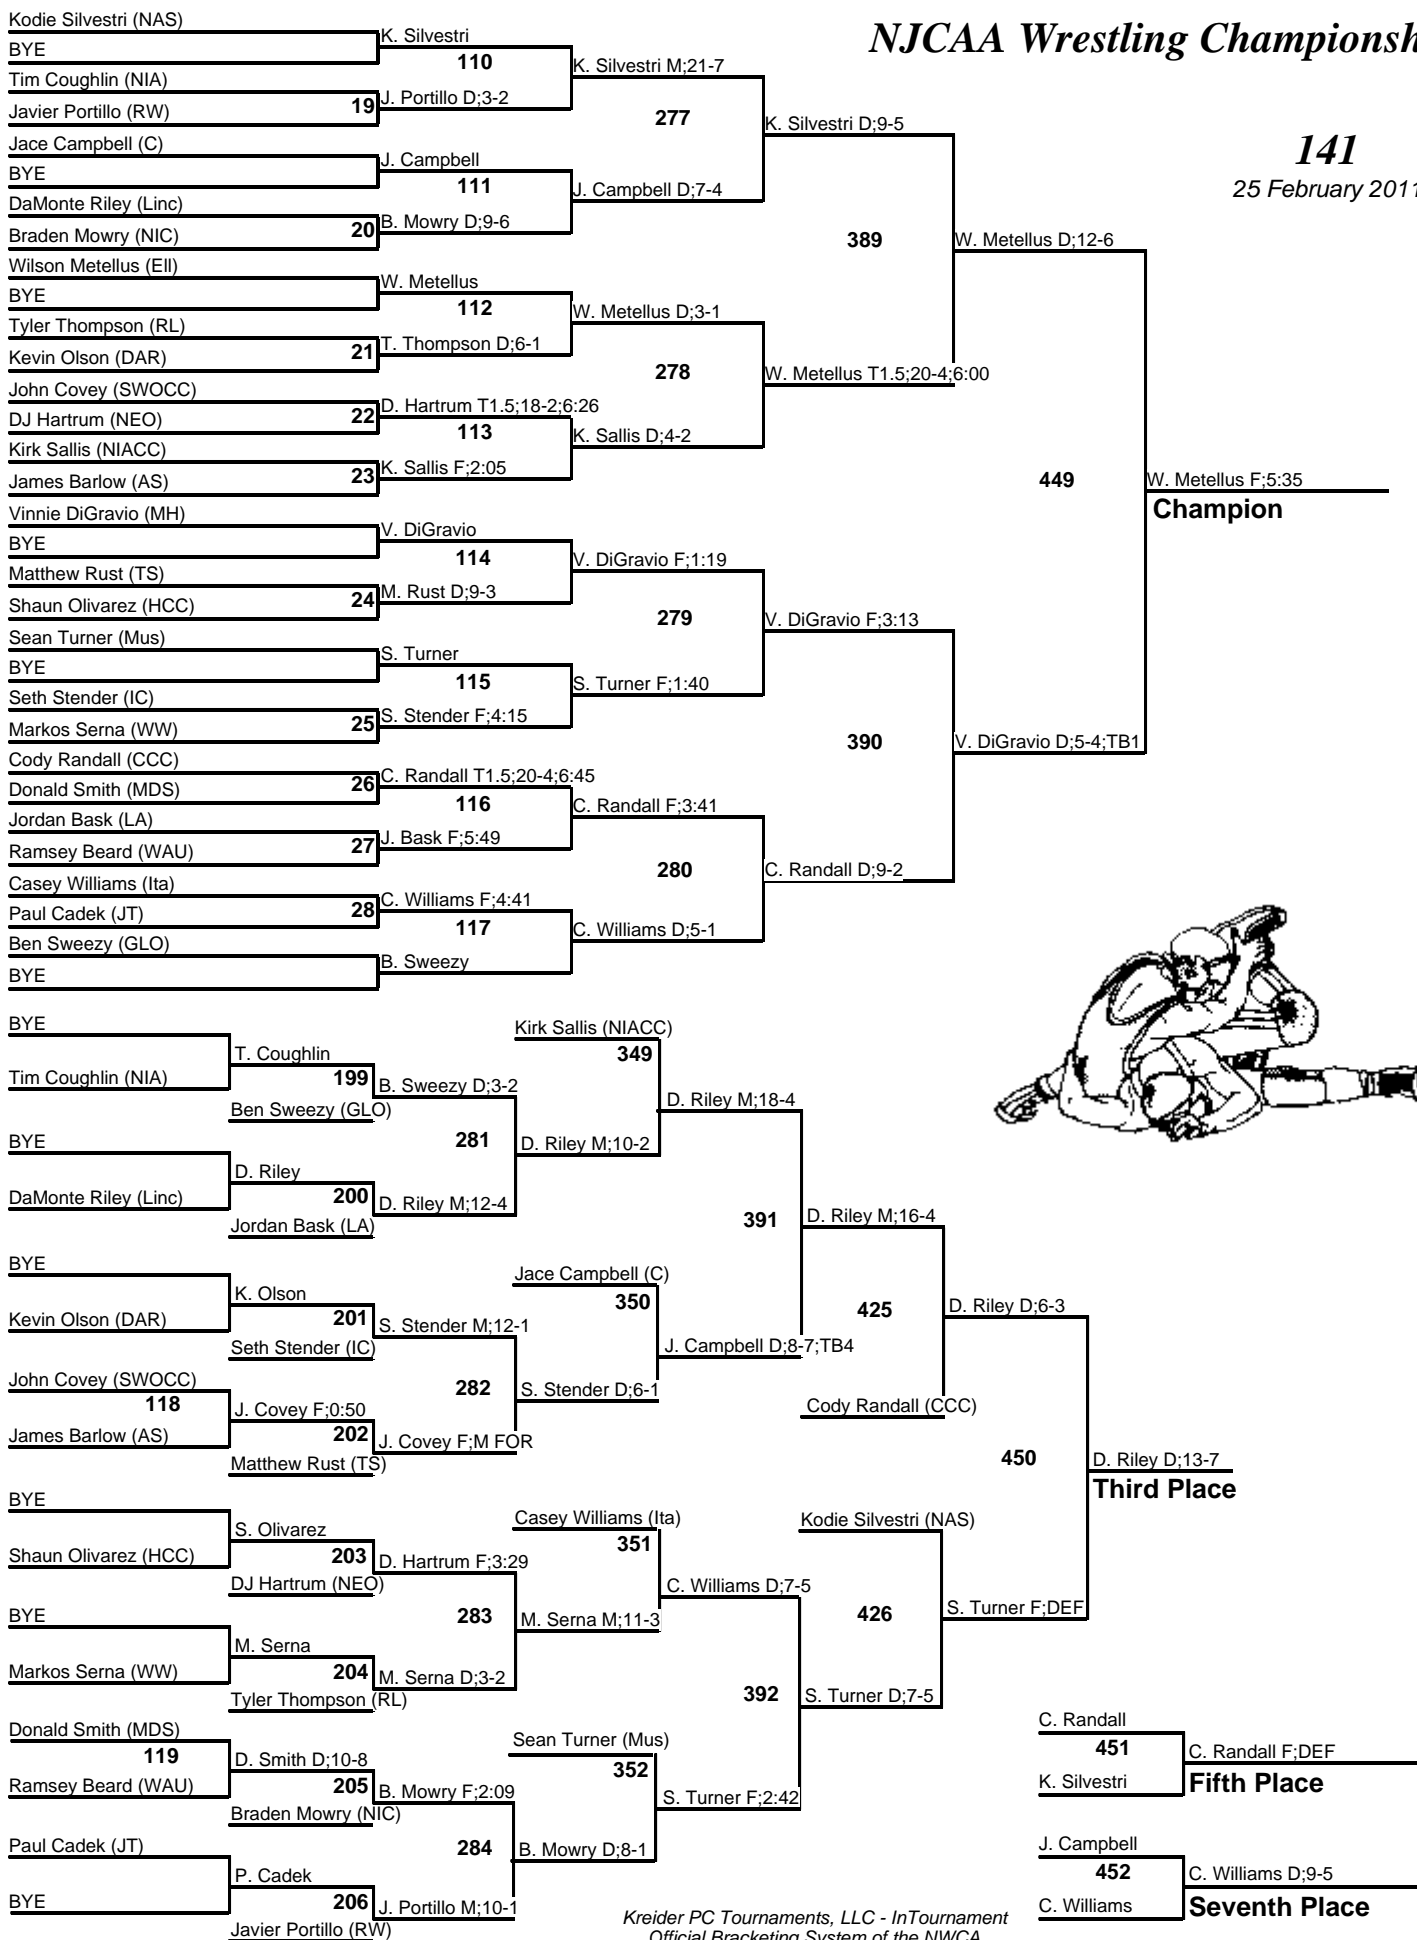 NJCAA Wrestling Championsh
141
25 February 2011
Kodie Silvestri (NAS)
BYE
Tim Coughlin (NIA)
Javier Portillo (RW)
Jace Campbell (C)
BYE
DaMonte Riley (Linc)
Braden Mowry (NIC)
Wilson Metellus (Ell)
BYE
Tyler Thompson (RL)
Kevin Olson (DAR)
John Covey (SWOCC)
DJ Hartrum (NEO)
Kirk Sallis (NIACC)
James Barlow (AS)
Vinnie DiGravio (MH)
BYE
Matthew Rust (TS)
Shaun Olivarez (HCC)
Sean Turner (Mus)
BYE
Seth Stender (IC)
Markos Serna (WW)
Cody Randall (CCC)
Donald Smith (MDS)
Jordan Bask (LA)
Ramsey Beard (WAU)
Casey Williams (Ita)
Paul Cadek (JT)
Ben Sweezy (GLO)
BYE
19
20
21
22
23
24
25
26
27
28
K. Silvestri
110
J. Portillo D;3-2
J. Campbell
111
B. Mowry D;9-6
W. Metellus
112
T. Thompson D;6-1
D. Hartrum T1.5;18-2;6:26
113
K. Sallis F;2:05
V. DiGravio
114
M. Rust D;9-3
S. Turner
115
S. Stender F;4:15
C. Randall T1.5;20-4;6:45
116
J. Bask F;5:49
C. Williams F;4:41
117
B. Sweezy
K. Silvestri M;21-7
277
J. Campbell D;7-4
W. Metellus D;3-1
278
K. Sallis D;4-2
V. DiGravio F;1:19
279
S. Turner F;1:40
C. Randall F;3:41
280
C. Williams D;5-1
K. Silvestri D;9-5
389
W. Metellus T1.5;20-4;6:00
V. DiGravio F;3:13
390
C. Randall D;9-2
W. Metellus D;12-6
449
V. DiGravio D;5-4;TB1
W. Metellus F;5:35
Champion
BYE
Tim Coughlin (NIA)
BYE
DaMonte Riley (Linc)
BYE
Kevin Olson (DAR)
John Covey (SWOCC)
118
James Barlow (AS)
BYE
Shaun Olivarez (HCC)
BYE
Markos Serna (WW)
Donald Smith (MDS)
119
Ramsey Beard (WAU)
Paul Cadek (JT)
BYE
T. Coughlin
199
Ben Sweezy (GLO)
D. Riley
200
Jordan Bask (LA)
K. Olson
201
Seth Stender (IC)
J. Covey F;0:50
202
Matthew Rust (TS)
S. Olivarez
203
DJ Hartrum (NEO)
M. Serna
204
Tyler Thompson (RL)
D. Smith D;10-8
205
Braden Mowry (NIC)
P. Cadek
206
Javier Portillo (RW)
B. Sweezy D;3-2
281
D. Riley M;12-4
S. Stender M;12-1
282
J. Covey F;M FOR
D. Hartrum F;3:29
283
M. Serna D;3-2
B. Mowry F;2:09
284
J. Portillo M;10-1
Kirk Sallis (NIACC)
349
D. Riley M;10-2
Jace Campbell (C)
350
S. Stender D;6-1
Casey Williams (Ita)
351
M. Serna M;11-3
Sean Turner (Mus)
352
B. Mowry D;8-1
D. Riley M;18-4
391
J. Campbell D;8-7;TB4
C. Williams D;7-5
392
S. Turner F;2:42
D. Riley M;16-4
425
Cody Randall (CCC)
Kodie Silvestri (NAS)
426
S. Turner D;7-5
D. Riley D;6-3
450
S. Turner F;DEF
D. Riley D;13-7
Third Place
C. Randall
451
K. Silvestri
C. Randall F;DEF
Fifth Place
J. Campbell
452
C. Williams
C. Williams D;9-5
Seventh Place
Kreider PC Tournaments, LLC - InTournament
Official Bracketing System of the NWCA